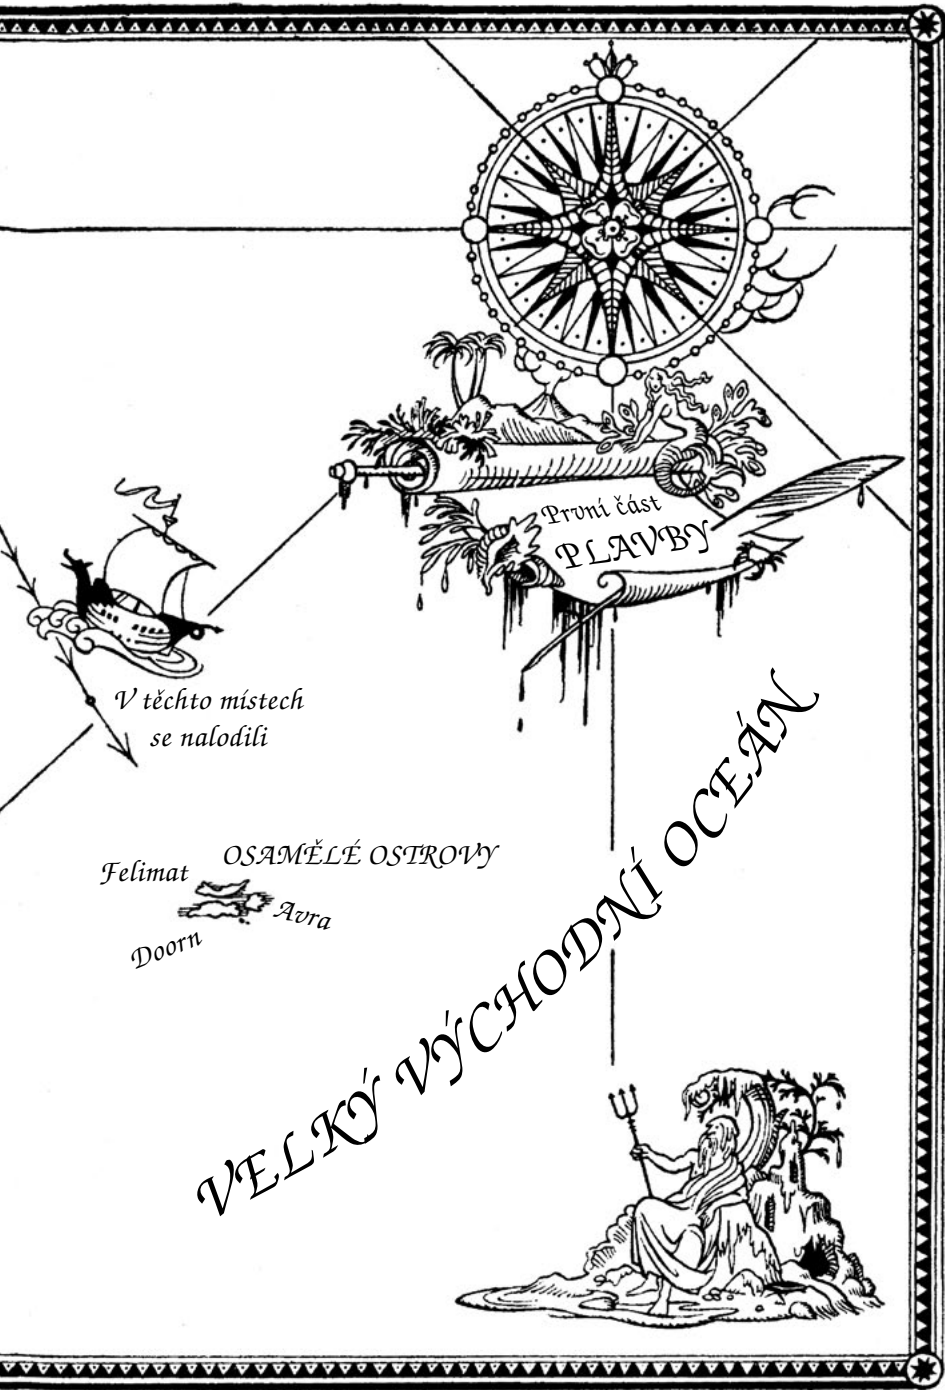 První část
PLAVBY
V těchto místech
se nalodili
OSAMĚLÉ OSTROVY
Felimat
Avra
Doorn
VELKÝ VÝCHODNÍ OCEÁN